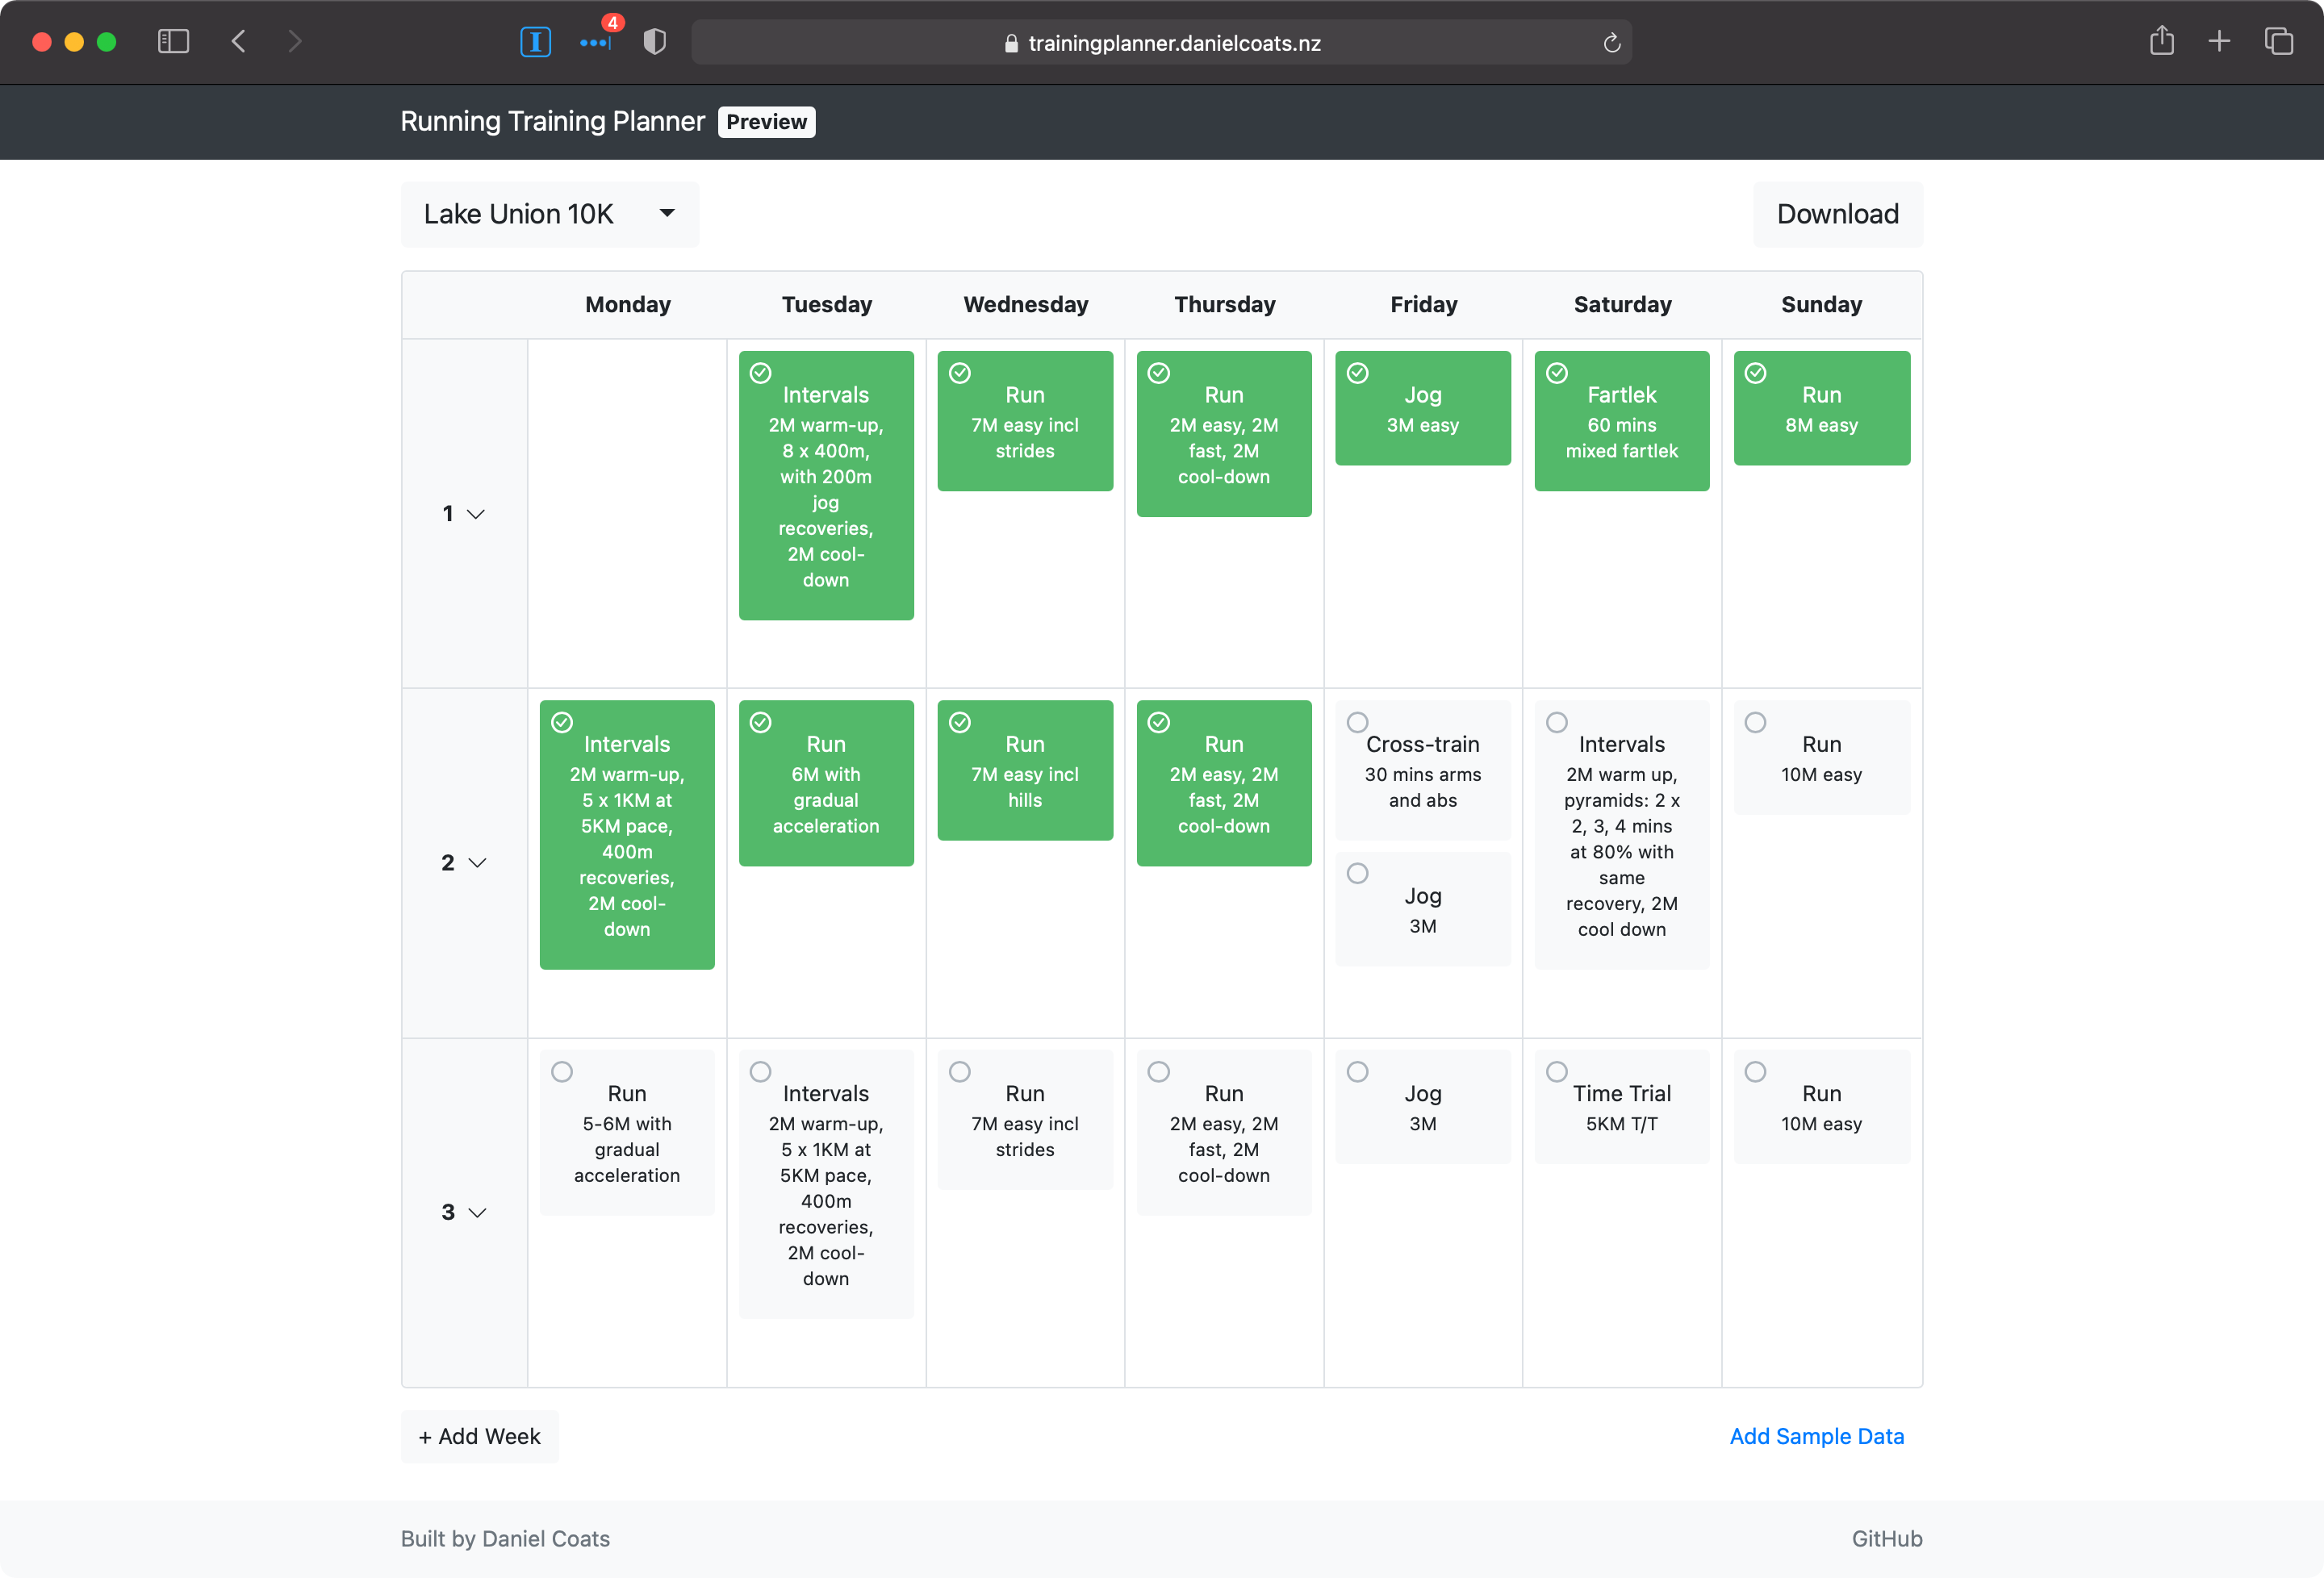 4
trainingplanner.danielcoats.nz
Running Training Planner Preview
Lake Union 10K
Download
Monday Tuesday Wednesday Thursday Friday Saturday Sunday
1
Intervals
2M warm-up,
8 x 400m,
with 200m
jog
recoveries,
2M cool-
down
Run
7M easy incl
strides
Run
2M easy, 2M
fast, 2M
cool-down
Jog
3M easy
Fartlek
60 mins
mixed fartlek
Run
8M easy
2
Intervals
2M warm-up,
5 x 1KM at
5KM pace,
400m
recoveries,
2M cool-
down
Run
6M with
gradual
acceleration
Run
7M easy incl
hills
Run
2M easy, 2M
fast, 2M
cool-down
Cross-train
30 mins arms
and abs
Jog
3M
Intervals
2M warm up,
pyramids: 2 x
2, 3, 4 mins
at 80% with
same
recovery, 2M
cool down
Run
10M easy
3
Run
5-6M with
gradual
acceleration
Intervals
2M warm-up,
5 x 1KM at
5KM pace,
400m
recoveries,
2M cool-
down
Run
7M easy incl
strides
Run
2M easy, 2M
fast, 2M
cool-down
Jog
3M
Time Trial
5KM T/T
Run
10M easy
+ Add Week
Add Sample Data
Built by Daniel Coats
GitHub